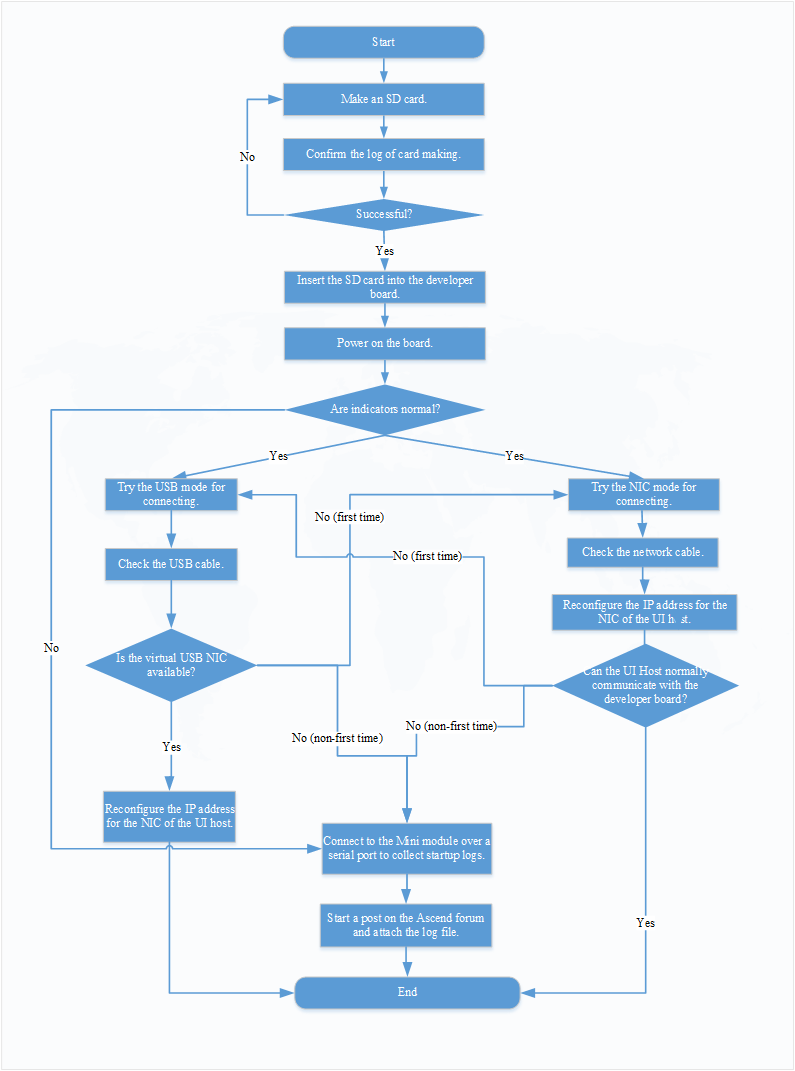 Start
Make an SD card.
No
Confirm the log of card making.
Successful?
Yes
Insert the SD card into the developer
board.
Power on the board.
Are indicators normal?
Yes
Yes
Try the USB mode for
connecting.
Try the NIC mode for
connecting.
No (first time)
Check the USB cable.
No (first time)
Check the network cable.
Reconfigure the IP address for the
NIC of the UI
No
Is the virtual USB NIC
available?
Can the UI Host normally
communicate with the
developer board?
No (non-first time)
No (non-first time)
Yes
Reconfigure the IP address
for the NIC of the UI host.
Connect to the Mini module over a
serial port to collect startup logs.
Start a post on the Ascend forum
and attach the log file.
Yes
End